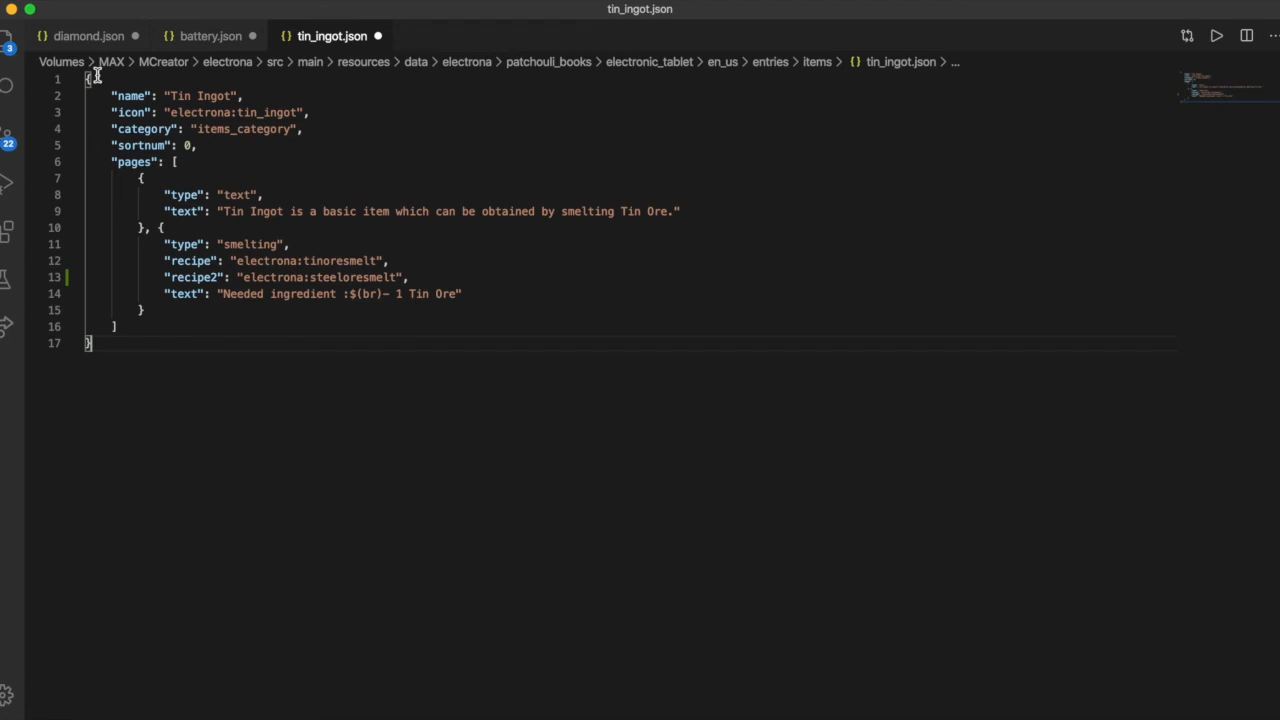 tin_ingot.json
{} diamond.json ● {} battery.json ● {} tin_ingot.json ●
Volumes > MAX > MCreator > electrona > src > main > resources > data > electrona > patchouli_books > electronic_tablet > en_us > entries > items > {} tin_ingot.json > ...
3
22
1 {
2 "name": "Tin Ingot",
3 "icon": "electrona:tin_ingot",
4 "category": "items_category",
5 "sortnum": 0,
6 "pages": [
7 {
8 "type": "text",
9 "text": "Tin Ingot is a basic item which can be obtained by smelting Tin Ore."
10 }, {
11 "type": "smelting",
12 "recipe": "electrona:tinoresmelt",
13 "recipe2": "electrona:steeloresmelt",
14 "text": "Needed ingredient :$(br)- 1 Tin Ore"
15 }
16 ]
17 }